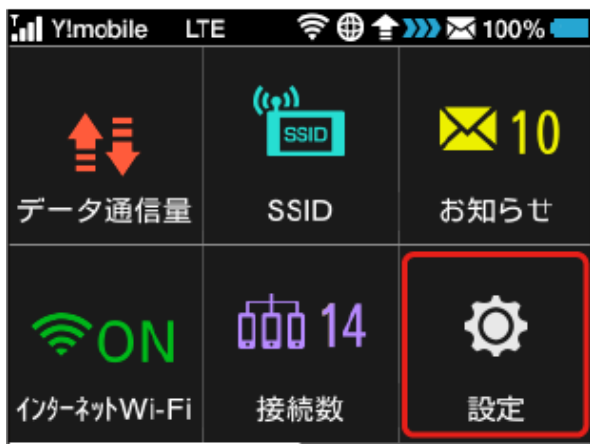 Y!mobile LTE 100%
SSID
10
データ通信量 SSID お知らせ
ON 14
インターネットWi-Fi 接続数 設定